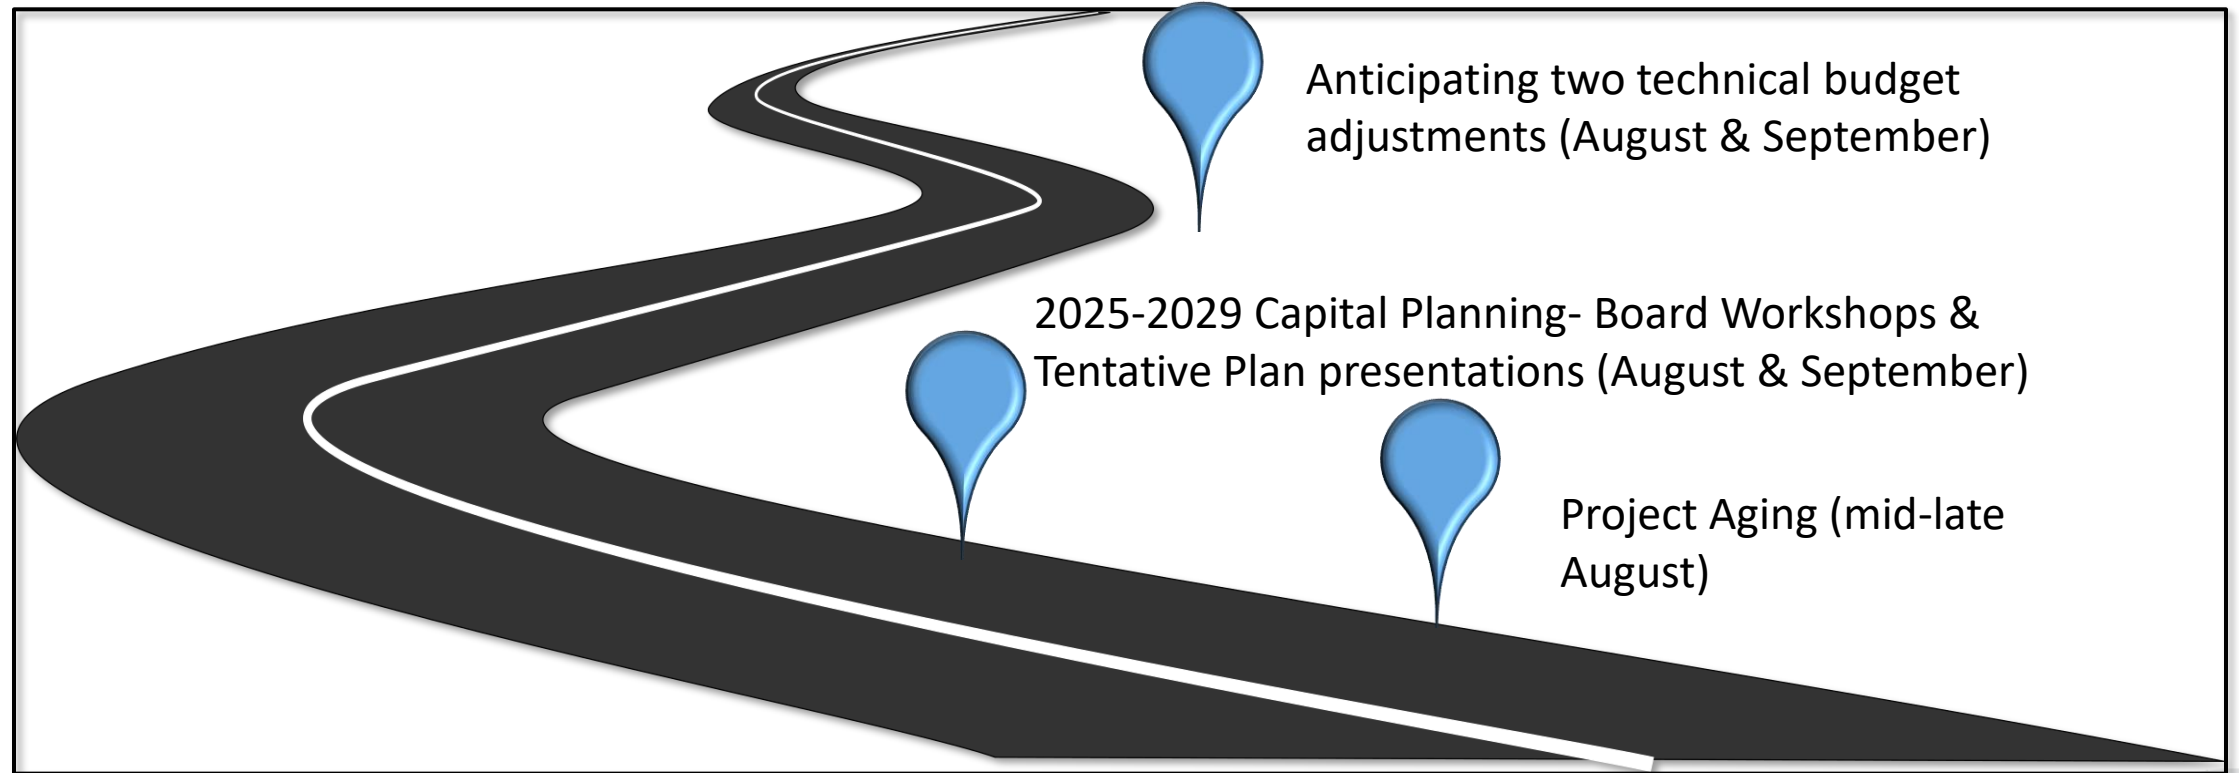 Anticipating two technical budget
adjustments (August & September)
2025-2029 Capital Planning- Board Workshops &
Tentative Plan presentations (August & September)
Project Aging (mid-late
August)